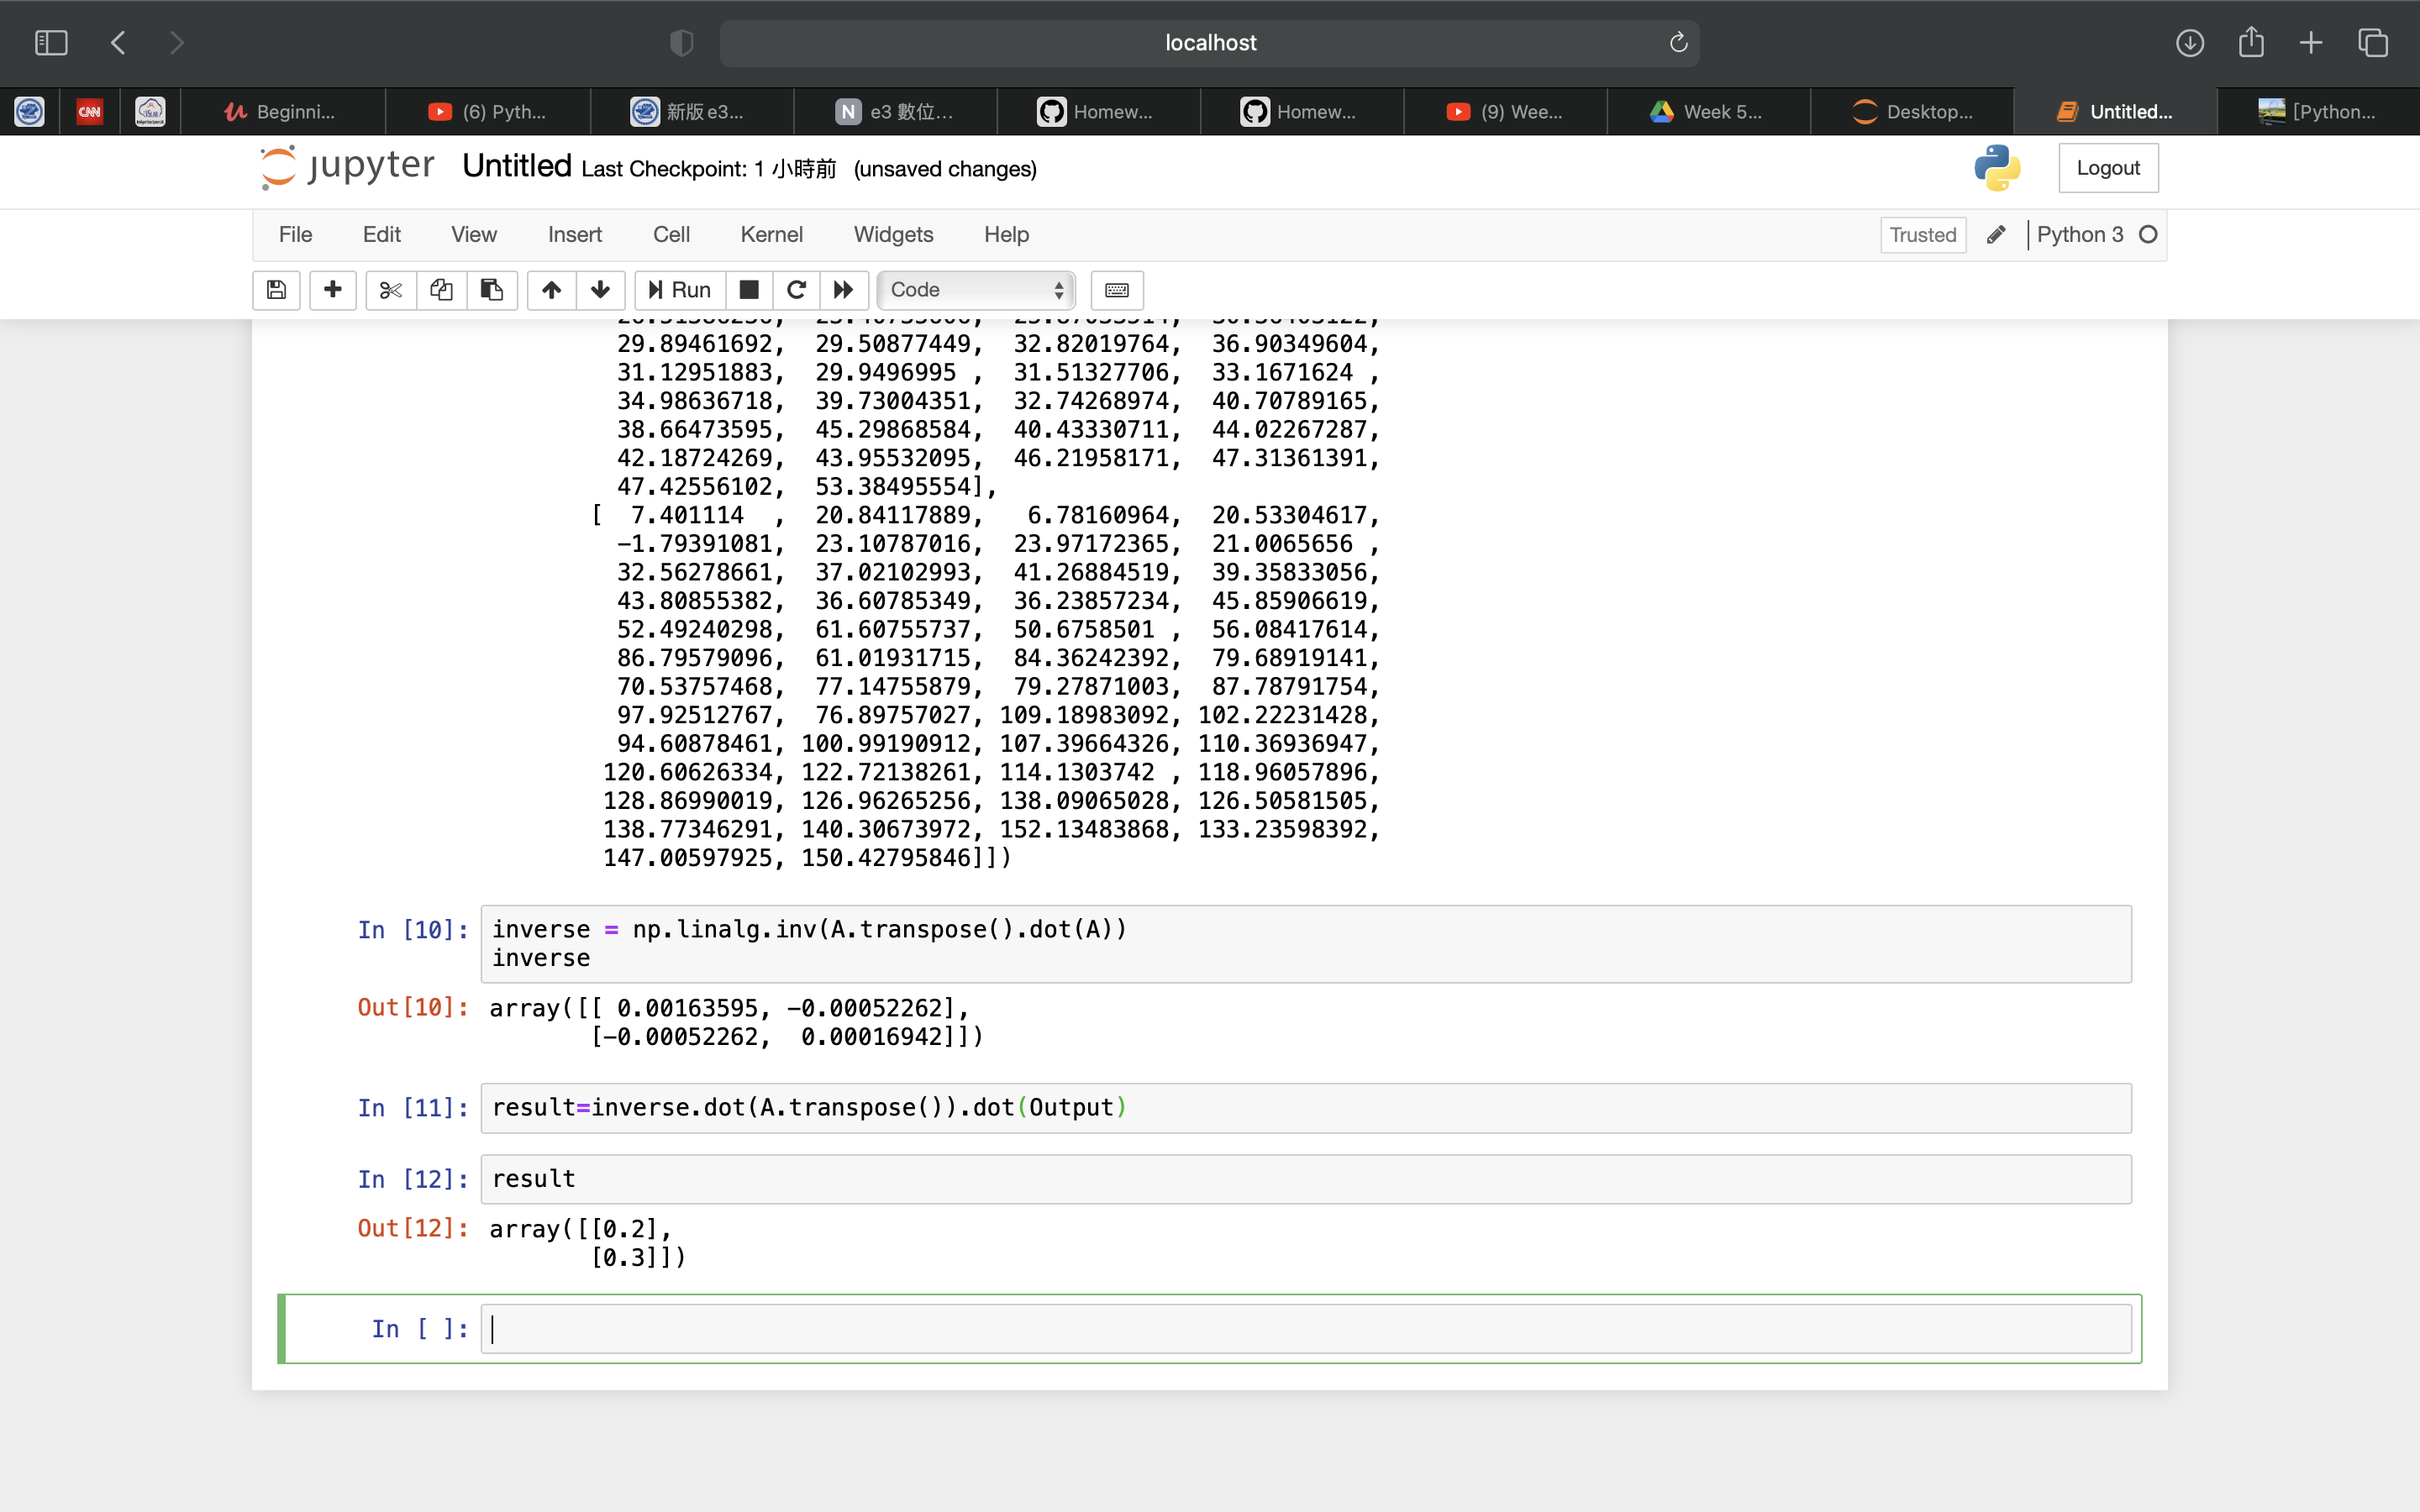 localhost
CNN
Beginni...
(6) Pyth...
新版 e3...
N e3 數位...
Homew...
Homew...
(9) Wee...
Week 5...
Desktop...
Untitled...
[Python...
jupyter Untitled Last Checkpoint: 1 小時前 (unsaved changes)
Logout
File Edit View Insert Cell Kernel Widgets Help
Trusted Python 3
Run Code
29.89461692, 29.50877449, 32.82019764, 36.90349604,
31.12951883, 29.9496995 , 31.51327706, 33.1671624 ,
34.98636718, 39.73004351, 32.74268974, 40.70789165,
38.66473595, 45.29868584, 40.43330711, 44.02267287,
42.18724269, 43.95532095, 46.21958171, 47.31361391,
47.42556102, 53.38495554],
[ 7.401114 , 20.84117889, 6.78160964, 20.53304617,
-1.79391081, 23.10787016, 23.97172365, 21.0065656 ,
32.56278661, 37.02102993, 41.26884519, 39.35833056,
43.80855382, 36.60785349, 36.23857234, 45.85906619,
52.49240298, 61.60755737, 50.6758501 , 56.08417614,
86.79579096, 61.01931715, 84.36242392, 79.68919141,
70.53757468, 77.14755879, 79.27871003, 87.78791754,
97.92512767, 76.89757027, 109.18983092, 102.22231428,
94.60878461, 100.99190912, 107.39664326, 110.36936947,
120.60626334, 122.72138261, 114.1303742 , 118.96057896,
128.86990019, 126.96265256, 138.09065028, 126.50581505,
138.77346291, 140.30673972, 152.13483868, 133.23598392,
147.00597925, 150.42795846]])
In [10]: inverse = np.linalg.inv(A.transpose().dot(A))
inverse
Out[10]: array([[ 0.00163595, -0.00052262],
[-0.00052262, 0.00016942]])
In [11]: result=inverse.dot(A.transpose()).dot(Output)
In [12]: result
Out[12]: array([[0.2],
[0.3]])
In [ ]: